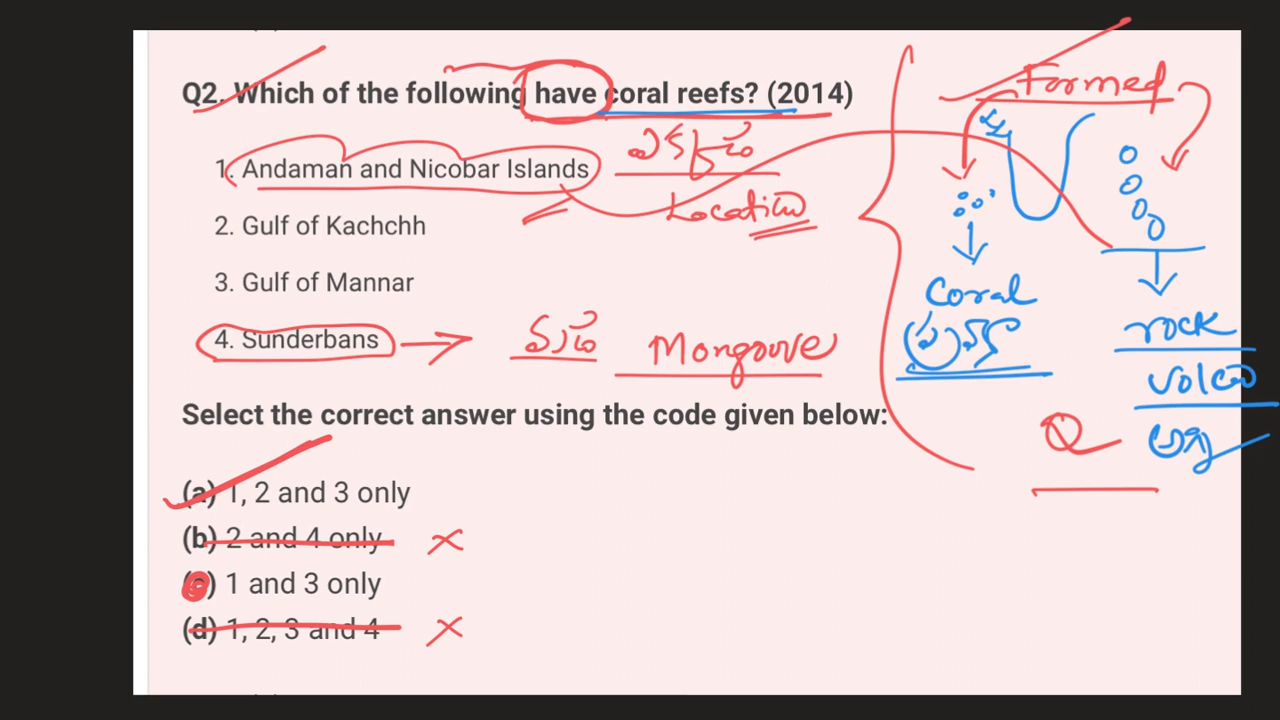 Q2. Which of the following have coral reefs? (2014)
1. Andaman and Nicobar Islands
Location
2. Gulf of Kachchh
3. Gulf of Mannar
4. Sunderbans → Mongrove
Select the correct answer using the code given below:
(a) 1, 2 and 3 only
(b) 2 and 4 only ×
(c) 1 and 3 only
(d) 1, 2, 3 and 4 ×
Formed
Coral
rock
Q